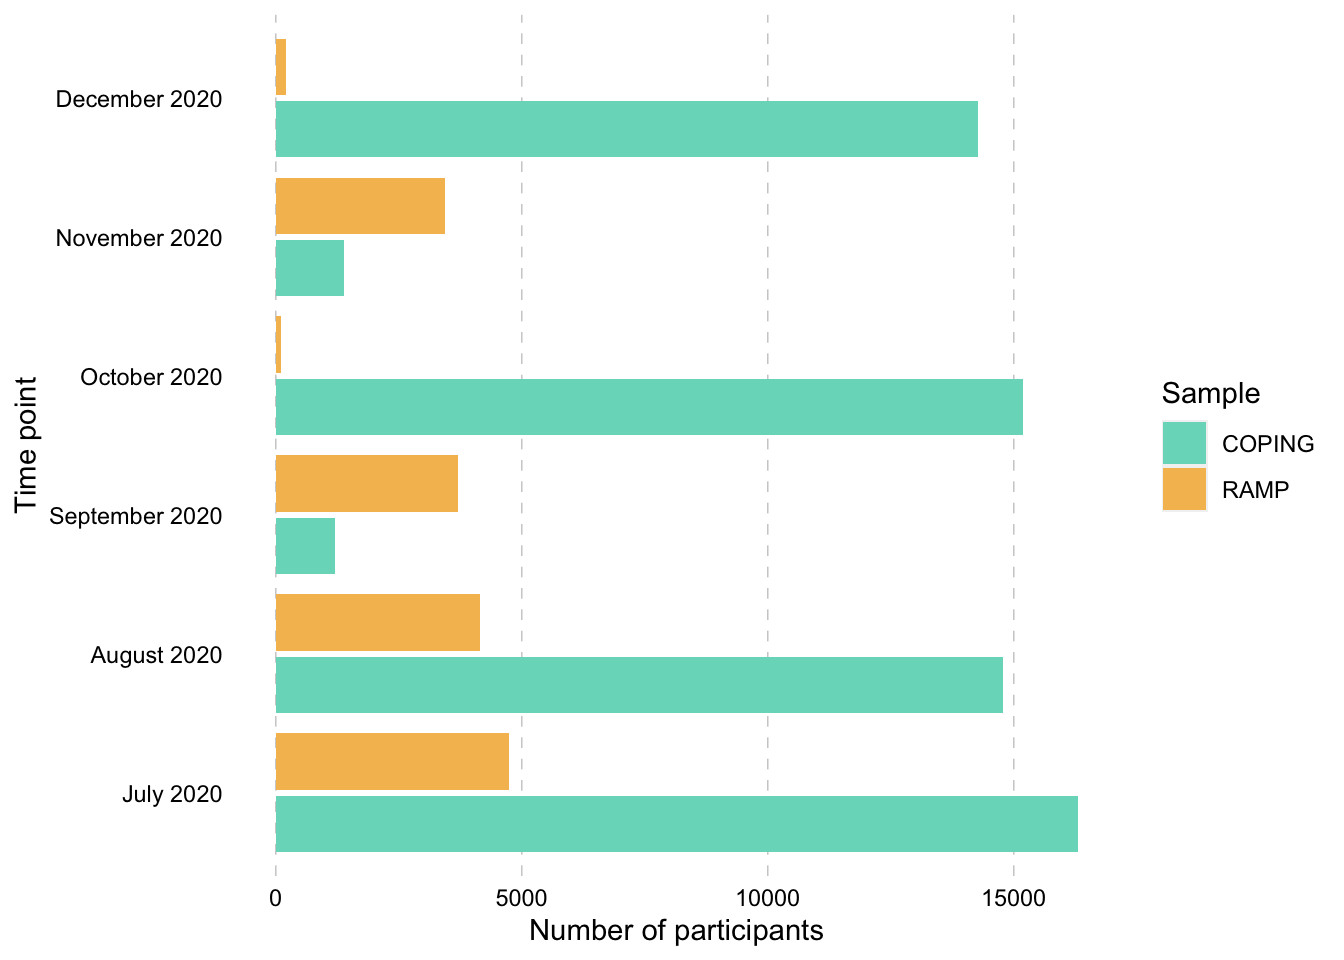 December 2020
November 2020
October 2020
September 2020
August 2020
July 2020
Time point
0
5000
10000
15000
Number of participants
Sample
COPING
RAMP